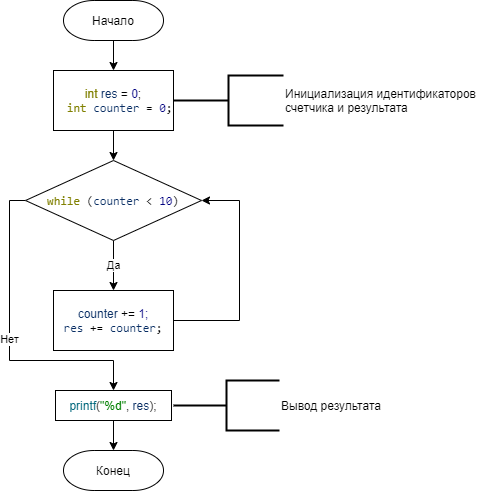 Начало
int res = 0;
int counter = 0;
Инициализация идентификаторов
счетчика и результата
while (counter < 10)
Да
counter += 1;
res += counter;
Нет
printf("%d", res);
Вывод результата
Конец